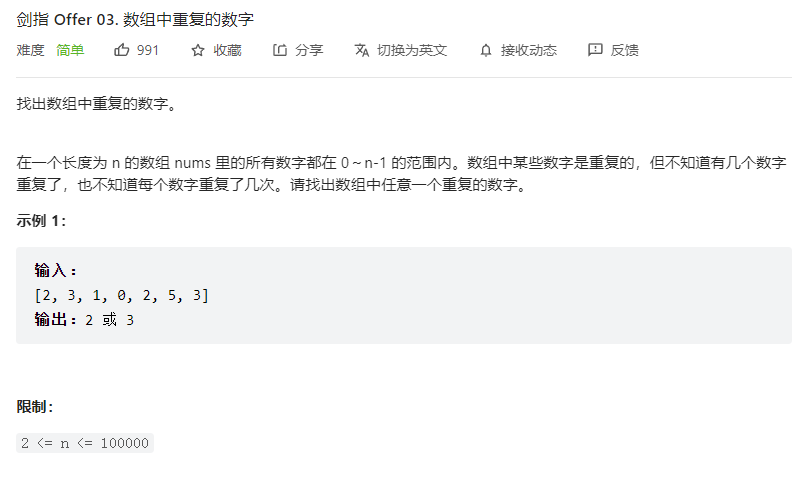 剑指 Offer 03. 数组中重复的数字
难度 简单 991 收藏 分享 切换为英文 接收动态 反馈
找出数组中重复的数字。
在一个长度为 n 的数组 nums 里的所有数字都在 0～n-1 的范围内。数组中某些数字是重复的，但不知道有几个数字
重复了，也不知道每个数字重复了几次。请找出数组中任意一个重复的数字。
示例 1：
输入：
[2, 3, 1, 0, 2, 5, 3]
输出：2 或 3
限制：
2 <= n <= 100000